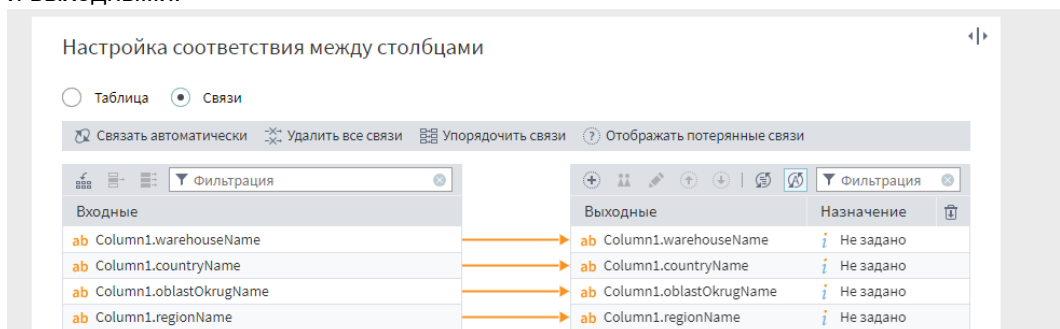 Настройка соответствия между столбцами
Таблица Связи
Связать автоматически Удалить все связи Упорядочить связи ? Отображать потерянные связи
Фильтрация Фильтрация
Входные Выходные Назначение
ab Column1.warehouseName ab Column1.warehouseName i Не задано
ab Column1.countryName ab Column1.countryName i Не задано
ab Column1.oblastOkrugName ab Column1.oblastOkrugName i Не задано
ab Column1.regionName ab Column1.regionName i Не задано